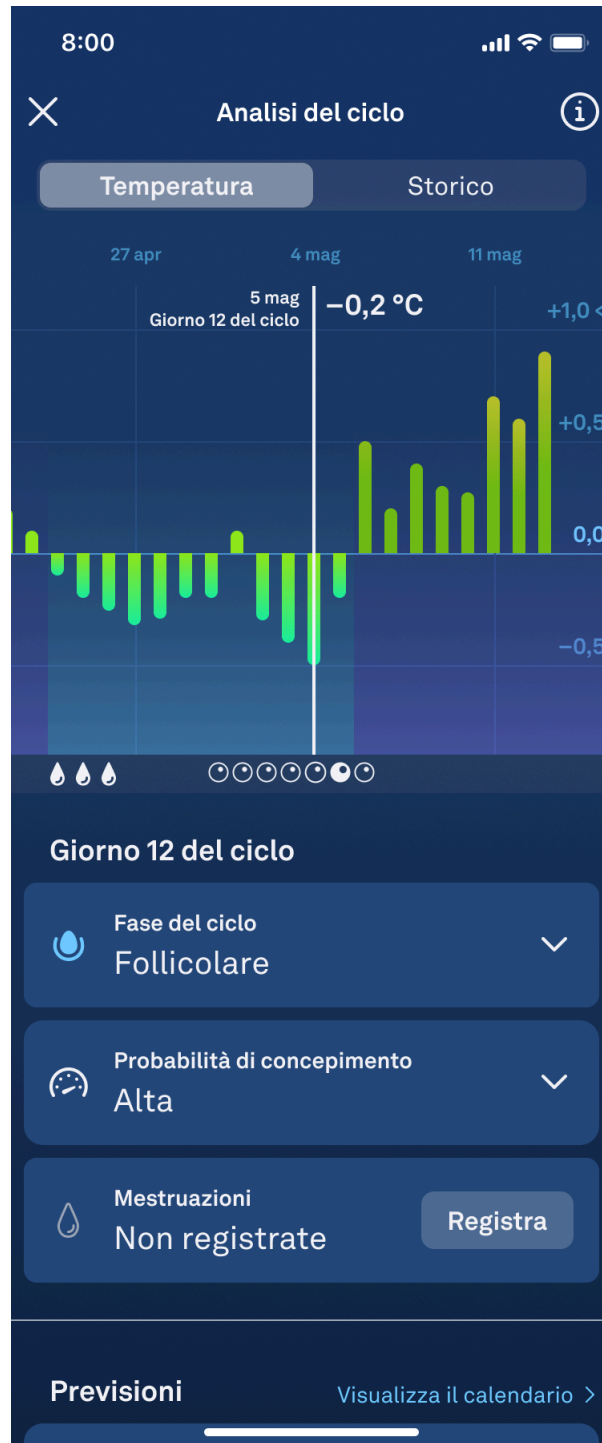 8:00
Analisi del ciclo
Temperatura
Storico
27 apr
4 mag
11 mag
5 mag
Giorno 12 del ciclo
−0,2 °C
+1,0
+0,5
0,0
−0,5
Giorno 12 del ciclo
Fase del ciclo
Follicolare
Probabilità di concepimento
Alta
Mestruazioni
Non registrate
Registra
Previsioni
Visualizza il calendario >